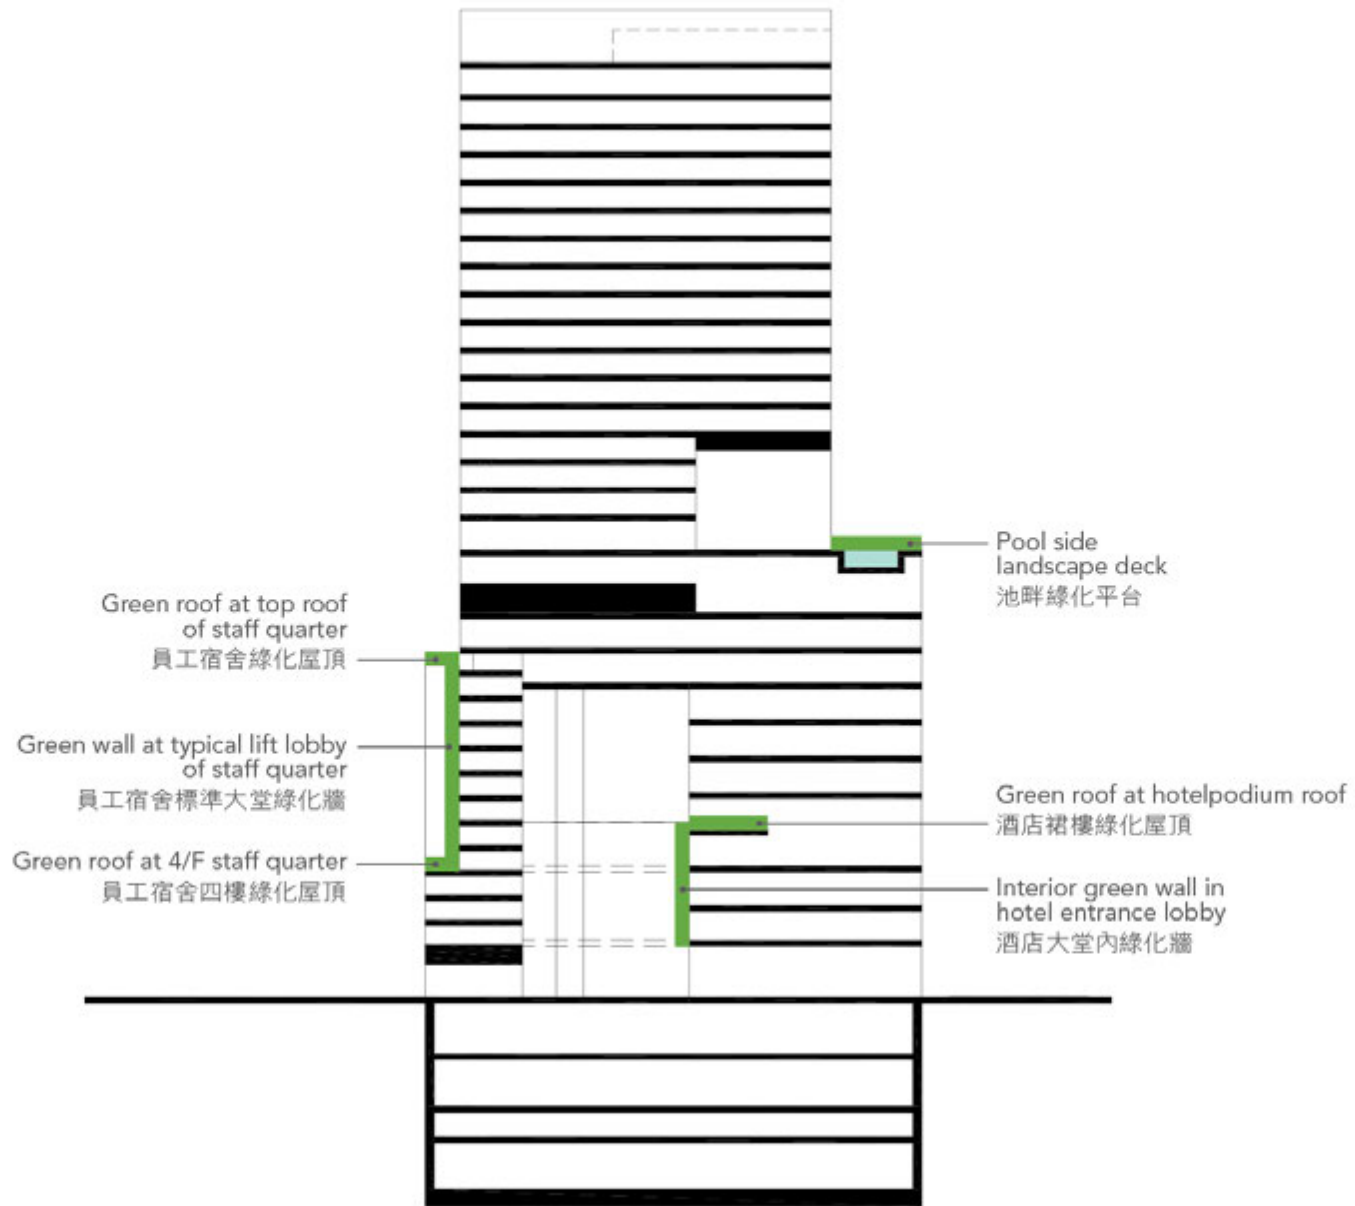 Pool side
landscape deck
池畔綠化平台
Green roof at top roof
of staff quarter
員工宿舍綠化屋頂
Green wall at typical lift lobby
of staff quarter
員工宿舍標準大堂綠化牆
Green roof at hotelpodium roof
酒店裙樓綠化屋頂
Green roof at 4/F staff quarter
員工宿舍四樓綠化屋頂
Interior green wall in
hotel entrance lobby
酒店大堂內綠化牆